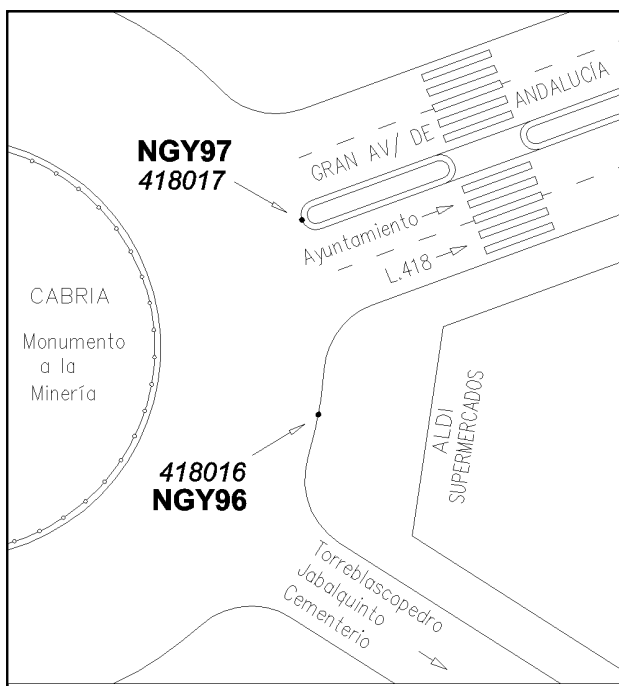 GRAN AV/ DE ANDALUCÍA
NGY97
418017
Ayuntamiento
L.418
CABRIA
Monumento
a la
Minería
ALDI
SUPERMERCADOS
418016
NGY96
Torreblascopedro
Jabalquinto
Cementerio